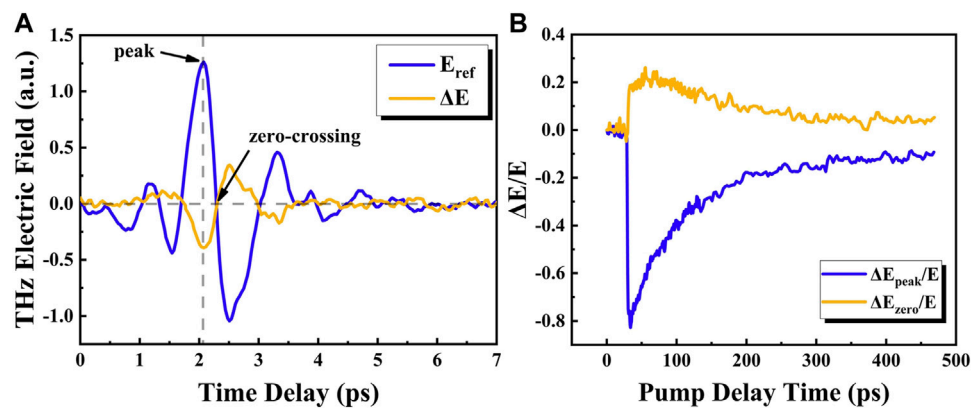 A
THz Electric Field (a.u.)
1.5
1.0
0.5
0.0
-0.5
-1.0
peak
zero-crossing
E_ref
ΔE
0 1 2 3 4 5 6 7
Time Delay (ps)
B
ΔE/E
0.4
0.2
0.0
-0.2
-0.4
-0.6
-0.8
ΔE_peak/E
ΔE_zero/E
0 100 200 300 400 500
Pump Delay Time (ps)